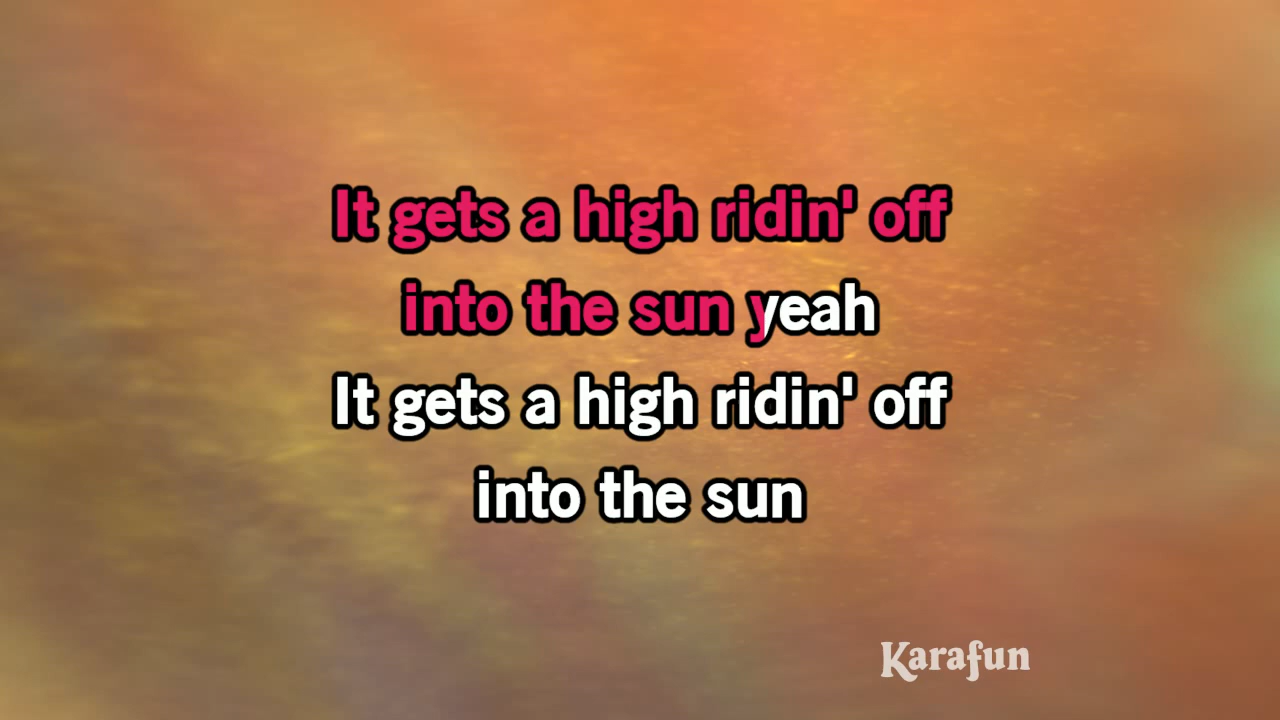 It gets a high ridin' off
into the sun yeah
It gets a high ridin' off
into the sun
Karafun